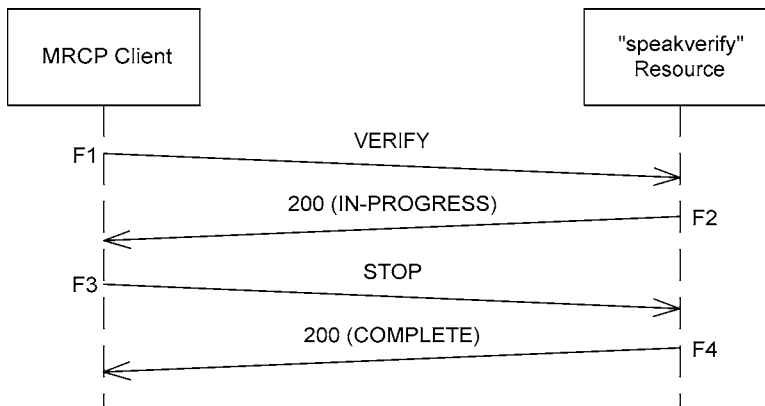 MRCP Client
"speakverify"
Resource
VERIFY
F1
200 (IN-PROGRESS)
F2
STOP
F3
200 (COMPLETE)
F4